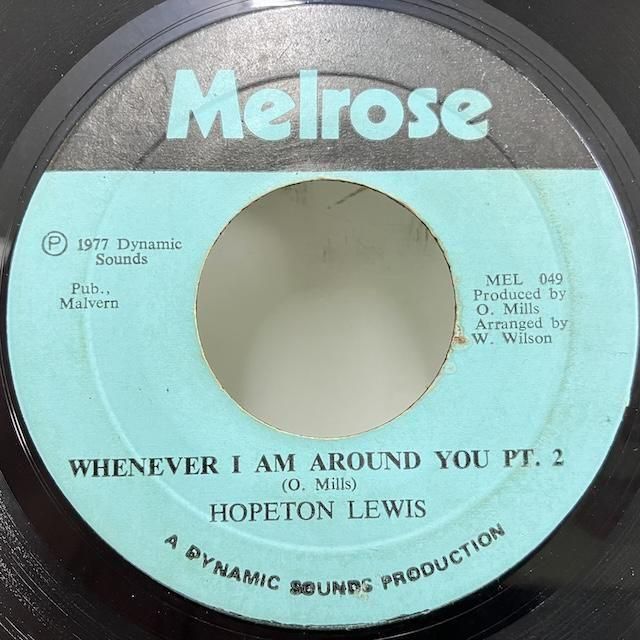 Melrose
℗ 1977 Dynamic
Sounds
Pub.,
Malvern
MEL 049
Produced by
O. Mills
Arranged by
W. Wilson
WHENEVER I AM AROUND YOU PT. 2
(O. Mills)
HOPETON LEWIS
A DYNAMIC SOUNDS PRODUCTION